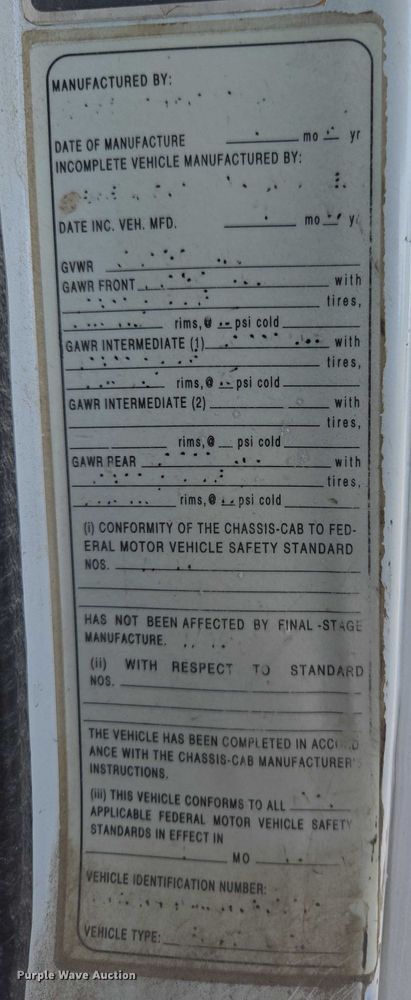 MANUFACTURED BY:
DATE OF MANUFACTURE mo yr
INCOMPLETE VEHICLE MANUFACTURED BY:
DATE INC. VEH. MFD. mo y
GVWR
GAWR FRONT with
tires,
rims, @ psi cold
GAWR INTERMEDIATE (1) with
tires,
rims, @ psi cold
GAWR INTERMEDIATE (2) with
tires,
rims, @ psi cold
GAWR REAR with
tires,
rims, @ psi cold
(i) CONFORMITY OF THE CHASSIS-CAB TO FED-
ERAL MOTOR VEHICLE SAFETY STANDARD
NOS.
HAS NOT BEEN AFFECTED BY FINAL-STAGE
MANUFACTURE.
(ii) WITH RESPECT TO STANDARD
NOS.
THE VEHICLE HAS BEEN COMPLETED IN ACCORD
ANCE WITH THE CHASSIS-CAB MANUFACTURER'S
INSTRUCTIONS.
(iii) THIS VEHICLE CONFORMS TO ALL
APPLICABLE FEDERAL MOTOR VEHICLE SAFETY
STANDARDS IN EFFECT IN
MO
VEHICLE IDENTIFICATION NUMBER:
VEHICLE TYPE:
Purple Wave Auction